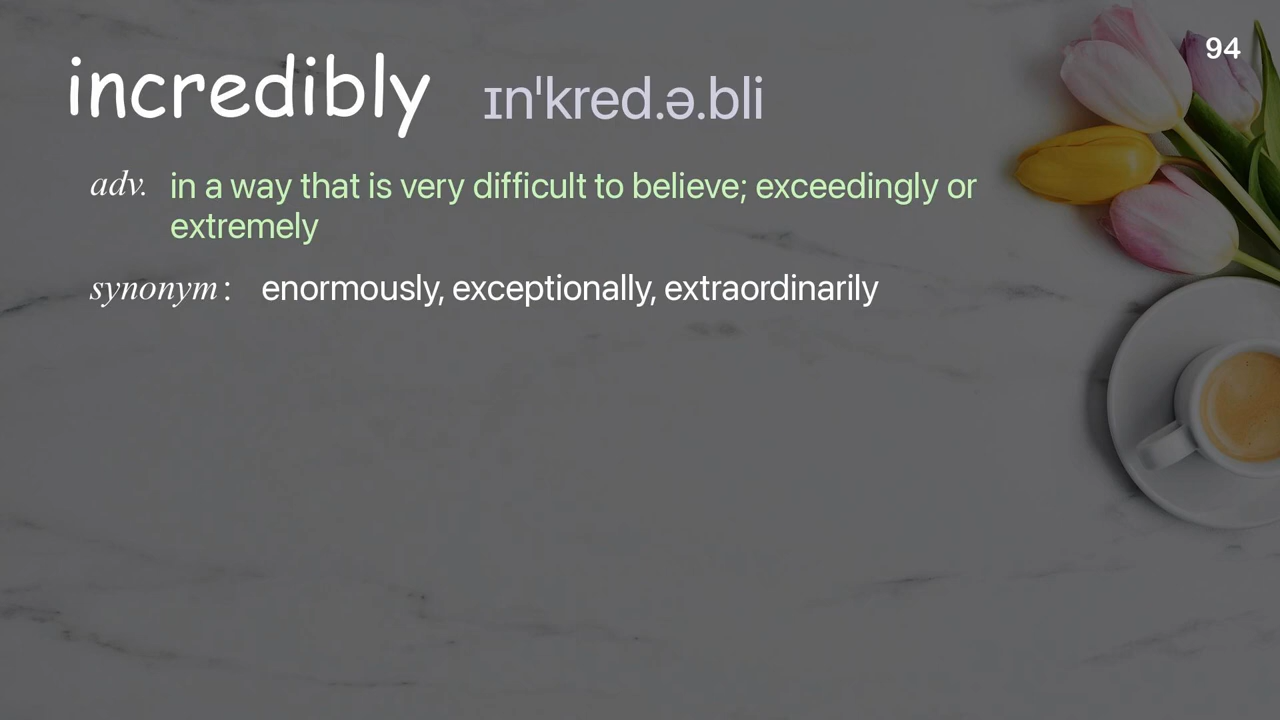 94
incredibly ɪnˈkred.ə.bli
adv. in a way that is very difficult to believe; exceedingly or
extremely
synonym: enormously, exceptionally, extraordinarily